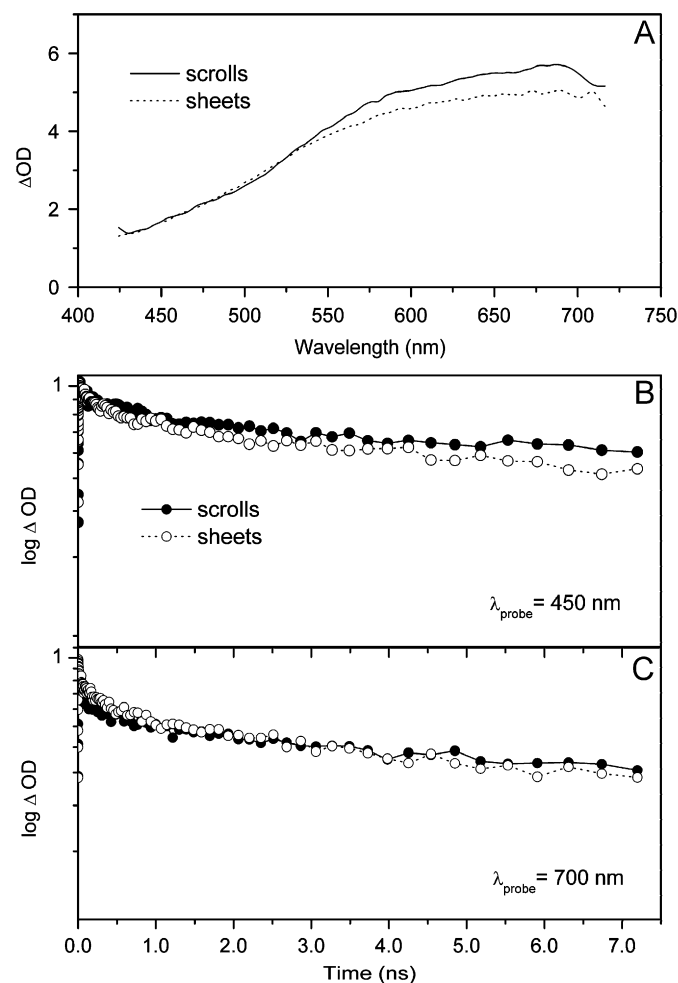 A
6
scrolls
sheets
4
ΔOD
2
0
400 450 500 550 600 650 700 750
Wavelength (nm)
B
1
log Δ OD
scrolls
sheets
λprobe= 450 nm
C
1
log Δ OD
λprobe= 700 nm
0.0 1.0 2.0 3.0 4.0 5.0 6.0 7.0
Time (ns)